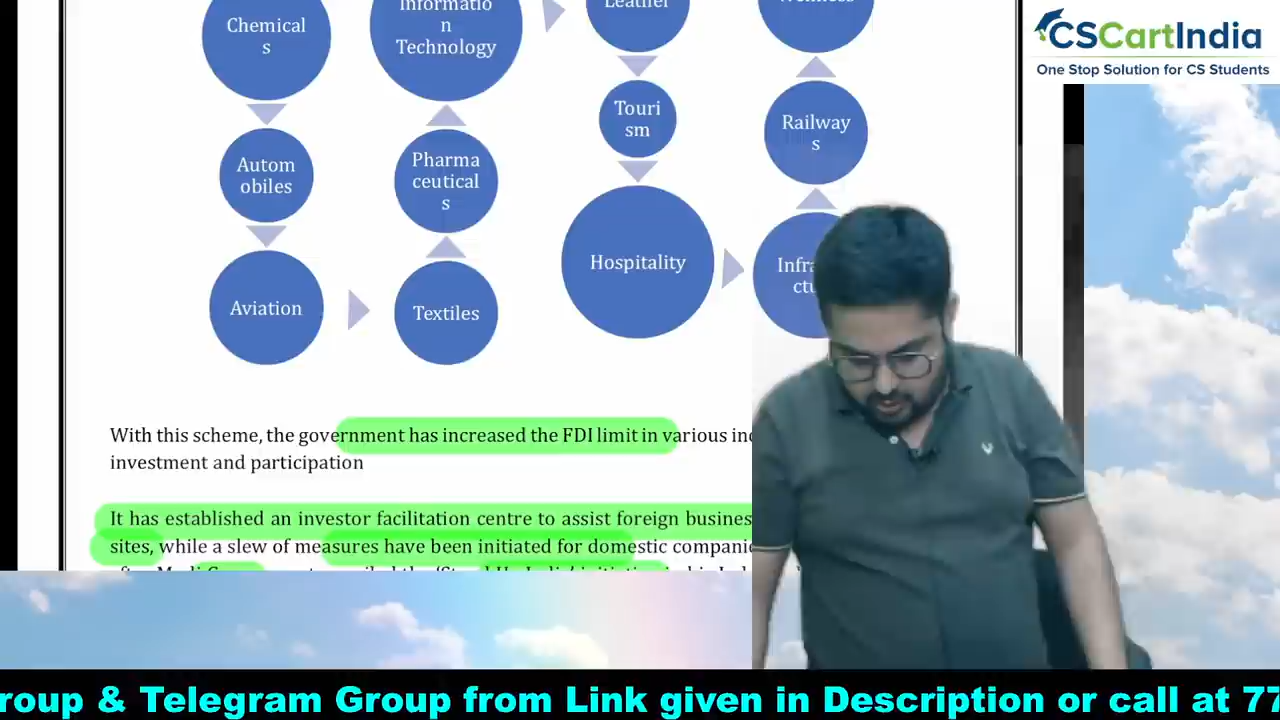 Chemical
s
Informatio
n
Technology
Leather
Wellness
Autom
obiles
Pharma
ceutical
s
Touri
sm
Railway
s
Aviation
Textiles
Hospitality
CSCartIndia
One Stop Solution for CS Students
With this scheme, the government has increased the FDI limit in various
investment and participation
It has established an investor facilitation centre to assist foreign
sites, while a slew of measures have been initiated for domestic
roup & Telegram Group from Link given in Description or call at 77